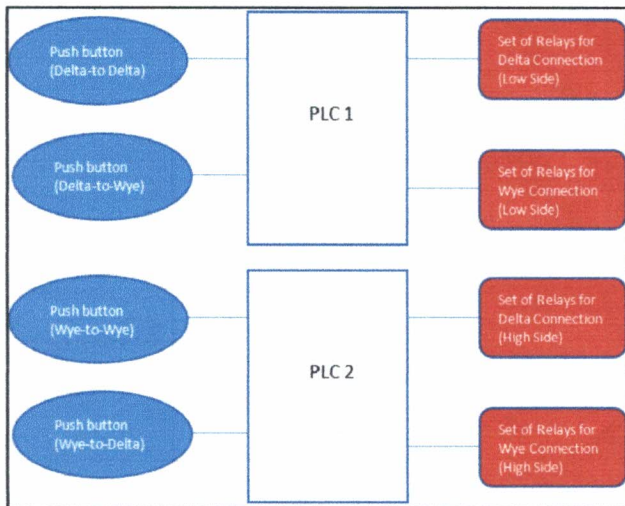 Push button
(Delta-to Delta)
PLC 1
Set of Relays for
Delta Connection
(Low Side)
Push button
(Delta-to-Wye)
Set of Relays for
Wye Connection
(Low Side)
Push button
(Wye-to-Wye)
PLC 2
Set of Relays for
Delta Connection
(High Side)
Push button
(Wye-to-Delta)
Set of Relays for
Wye Connection
(High Side)